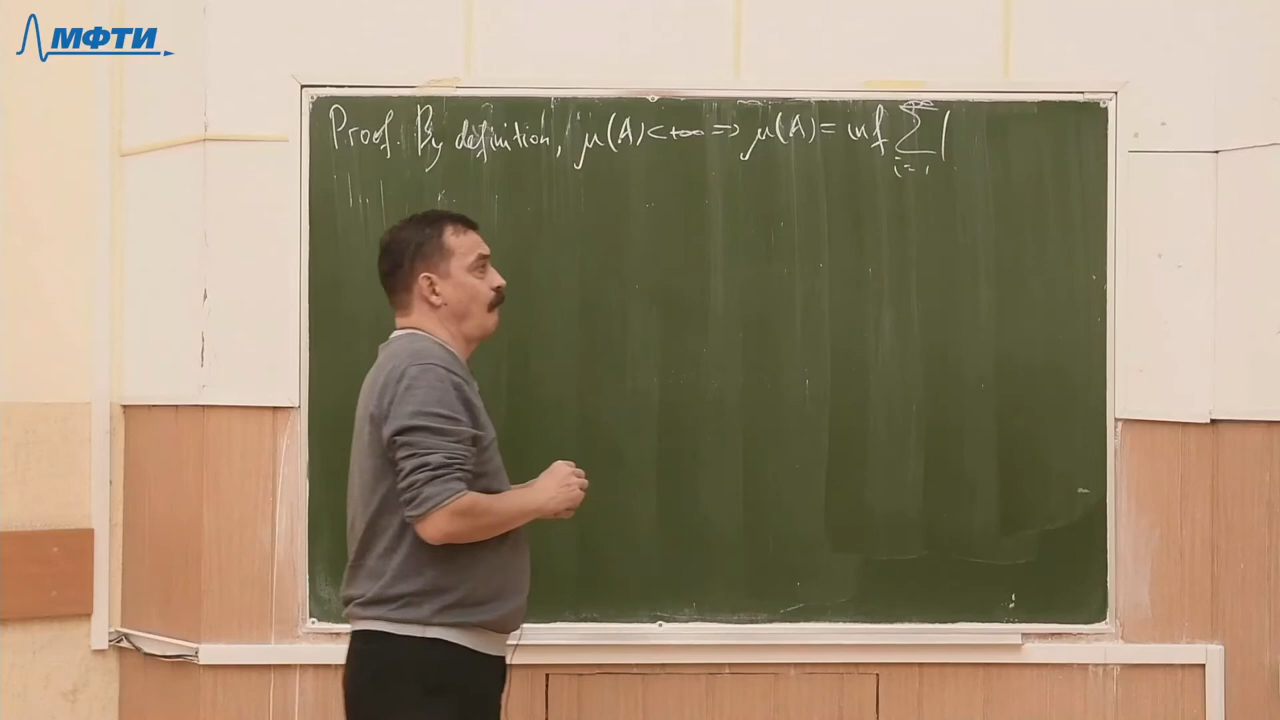 МФТИ
Proof. By definition, μ(A)<+∞ => μ(A) = inf ∑_{i=1}^{∞} |